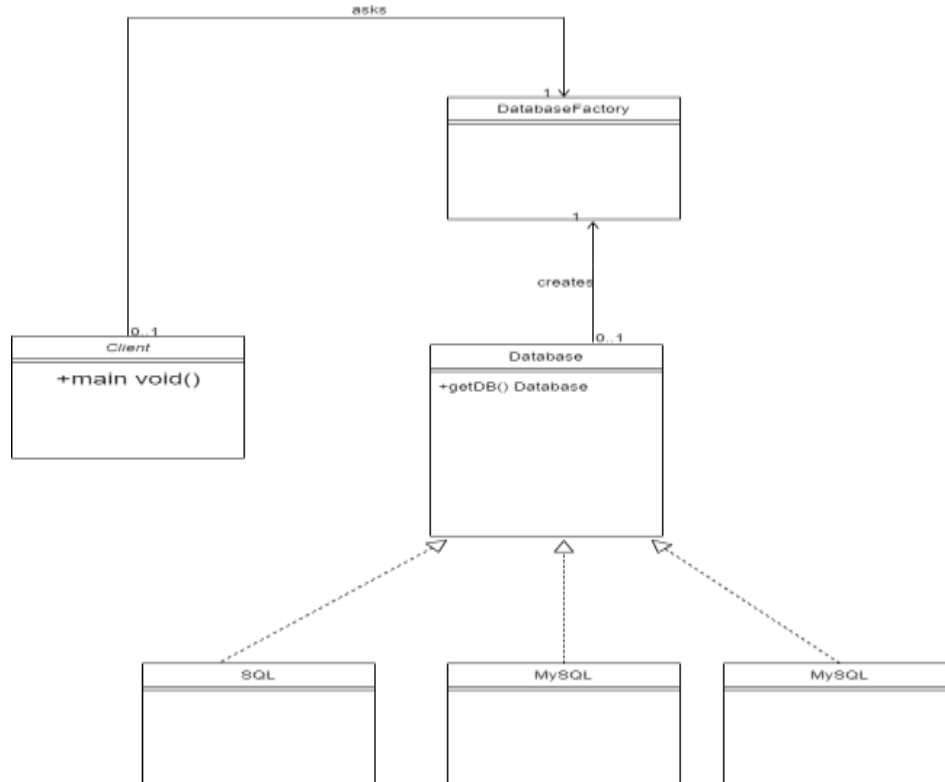 asks
1
DatabaseFactory
1
creates
0..1
0..1
Client
+main void()
Database
+getDB() Database
SQL
MySQL
MySQL